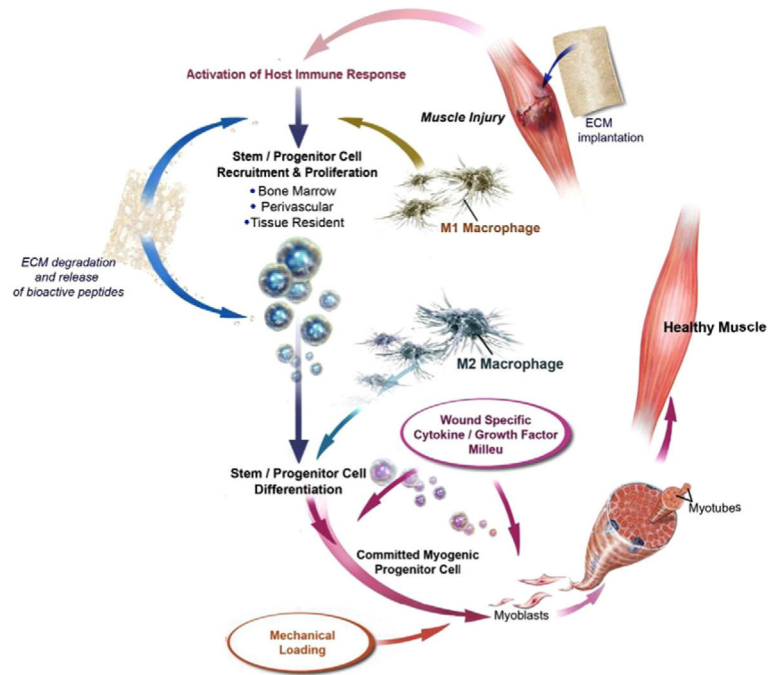 Activation of Host Immune Response
Muscle Injury
ECM
implantation
Stem / Progenitor Cell
Recruitment & Proliferation
• Bone Marrow
• Perivascular
• Tissue Resident
M1 Macrophage
ECM degradation
and release
of bioactive peptides
Healthy Muscle
M2 Macrophage
Wound Specific
Cytokine / Growth Factor
Milleu
Stem / Progenitor Cell
Differentiation
Myotubes
Committed Myogenic
Progenitor Cell
Myoblasts
Mechanical
Loading